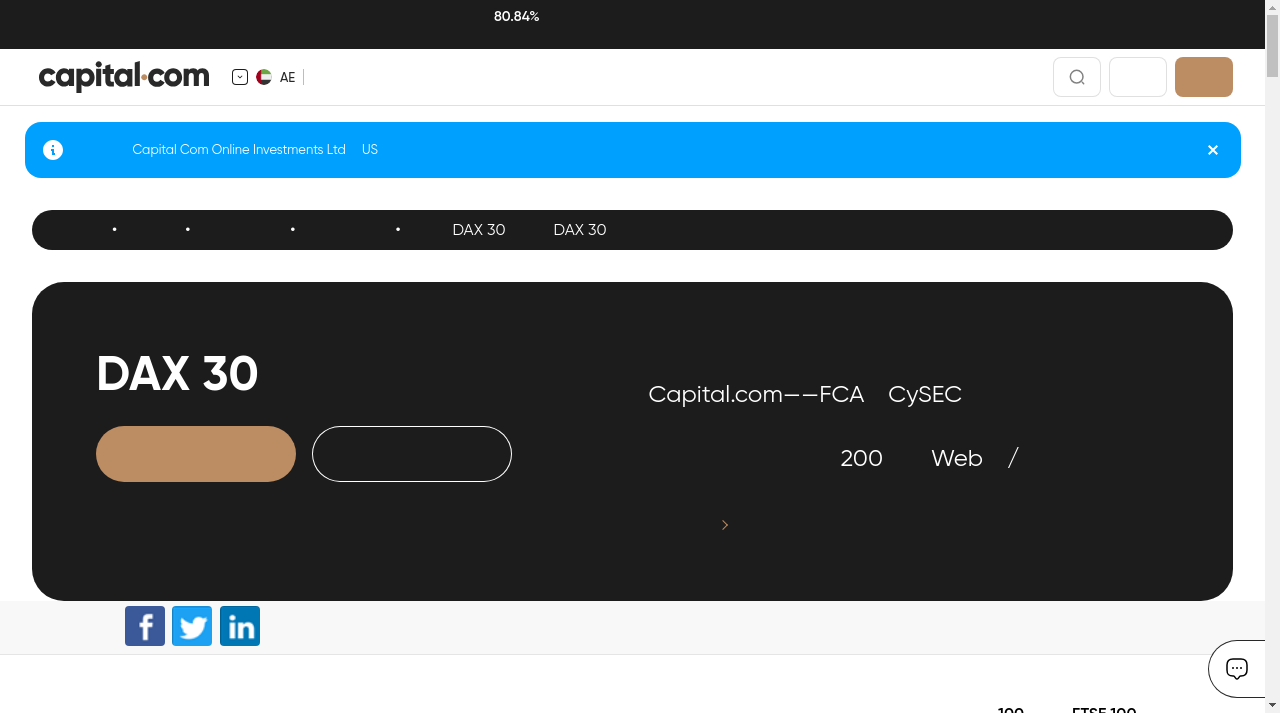 80.84%
capital.com
AE
Capital Com Online Investments Ltd US
• • • • DAX 30 DAX 30
DAX 30
Capital.com——FCA CySEC
200 Web /
100 FTSE 100